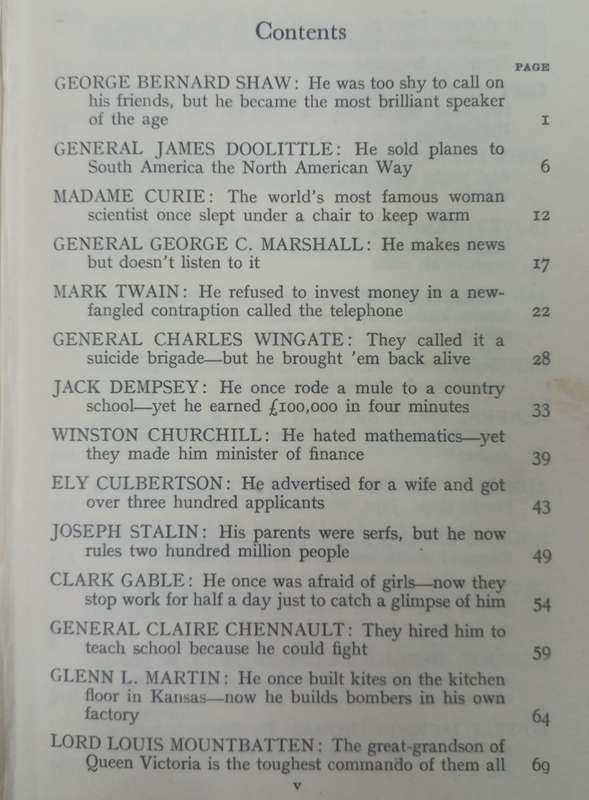 Contents
PAGE
GEORGE BERNARD SHAW: He was too shy to call on
his friends, but he became the most brilliant speaker
of the age 1
GENERAL JAMES DOOLITTLE: He sold planes to
South America the North American Way 6
MADAME CURIE: The world's most famous woman
scientist once slept under a chair to keep warm 12
GENERAL GEORGE C. MARSHALL: He makes news
but doesn't listen to it 17
MARK TWAIN: He refused to invest money in a new-
fangled contraption called the telephone 22
GENERAL CHARLES WINGATE: They called it a
suicide brigade—but he brought 'em back alive 28
JACK DEMPSEY: He once rode a mule to a country
school—yet he earned £100,000 in four minutes 33
WINSTON CHURCHILL: He hated mathematics—yet
they made him minister of finance 39
ELY CULBERTSON: He advertised for a wife and got
over three hundred applicants 43
JOSEPH STALIN: His parents were serfs, but he now
rules two hundred million people 49
CLARK GABLE: He once was afraid of girls—now they
stop work for half a day just to catch a glimpse of him 54
GENERAL CLAIRE CHENNAULT: They hired him to
teach school because he could fight 59
GLENN L. MARTIN: He once built kites on the kitchen
floor in Kansas—now he builds bombers in his own
factory 64
LORD LOUIS MOUNTBATTEN: The great-grandson of
Queen Victoria is the toughest commando of them all 69
v